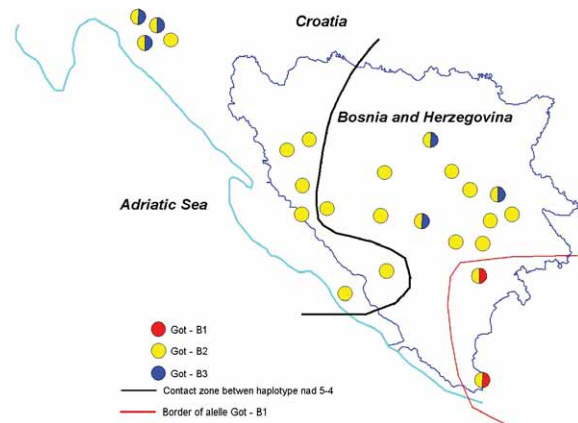 Croatia
Bosnia and Herzegovina
Adriatic Sea
Got - B1
Got - B2
Got - B3
Contact zone betwen haplotype nad 5-4
Border of alelle Got - B1